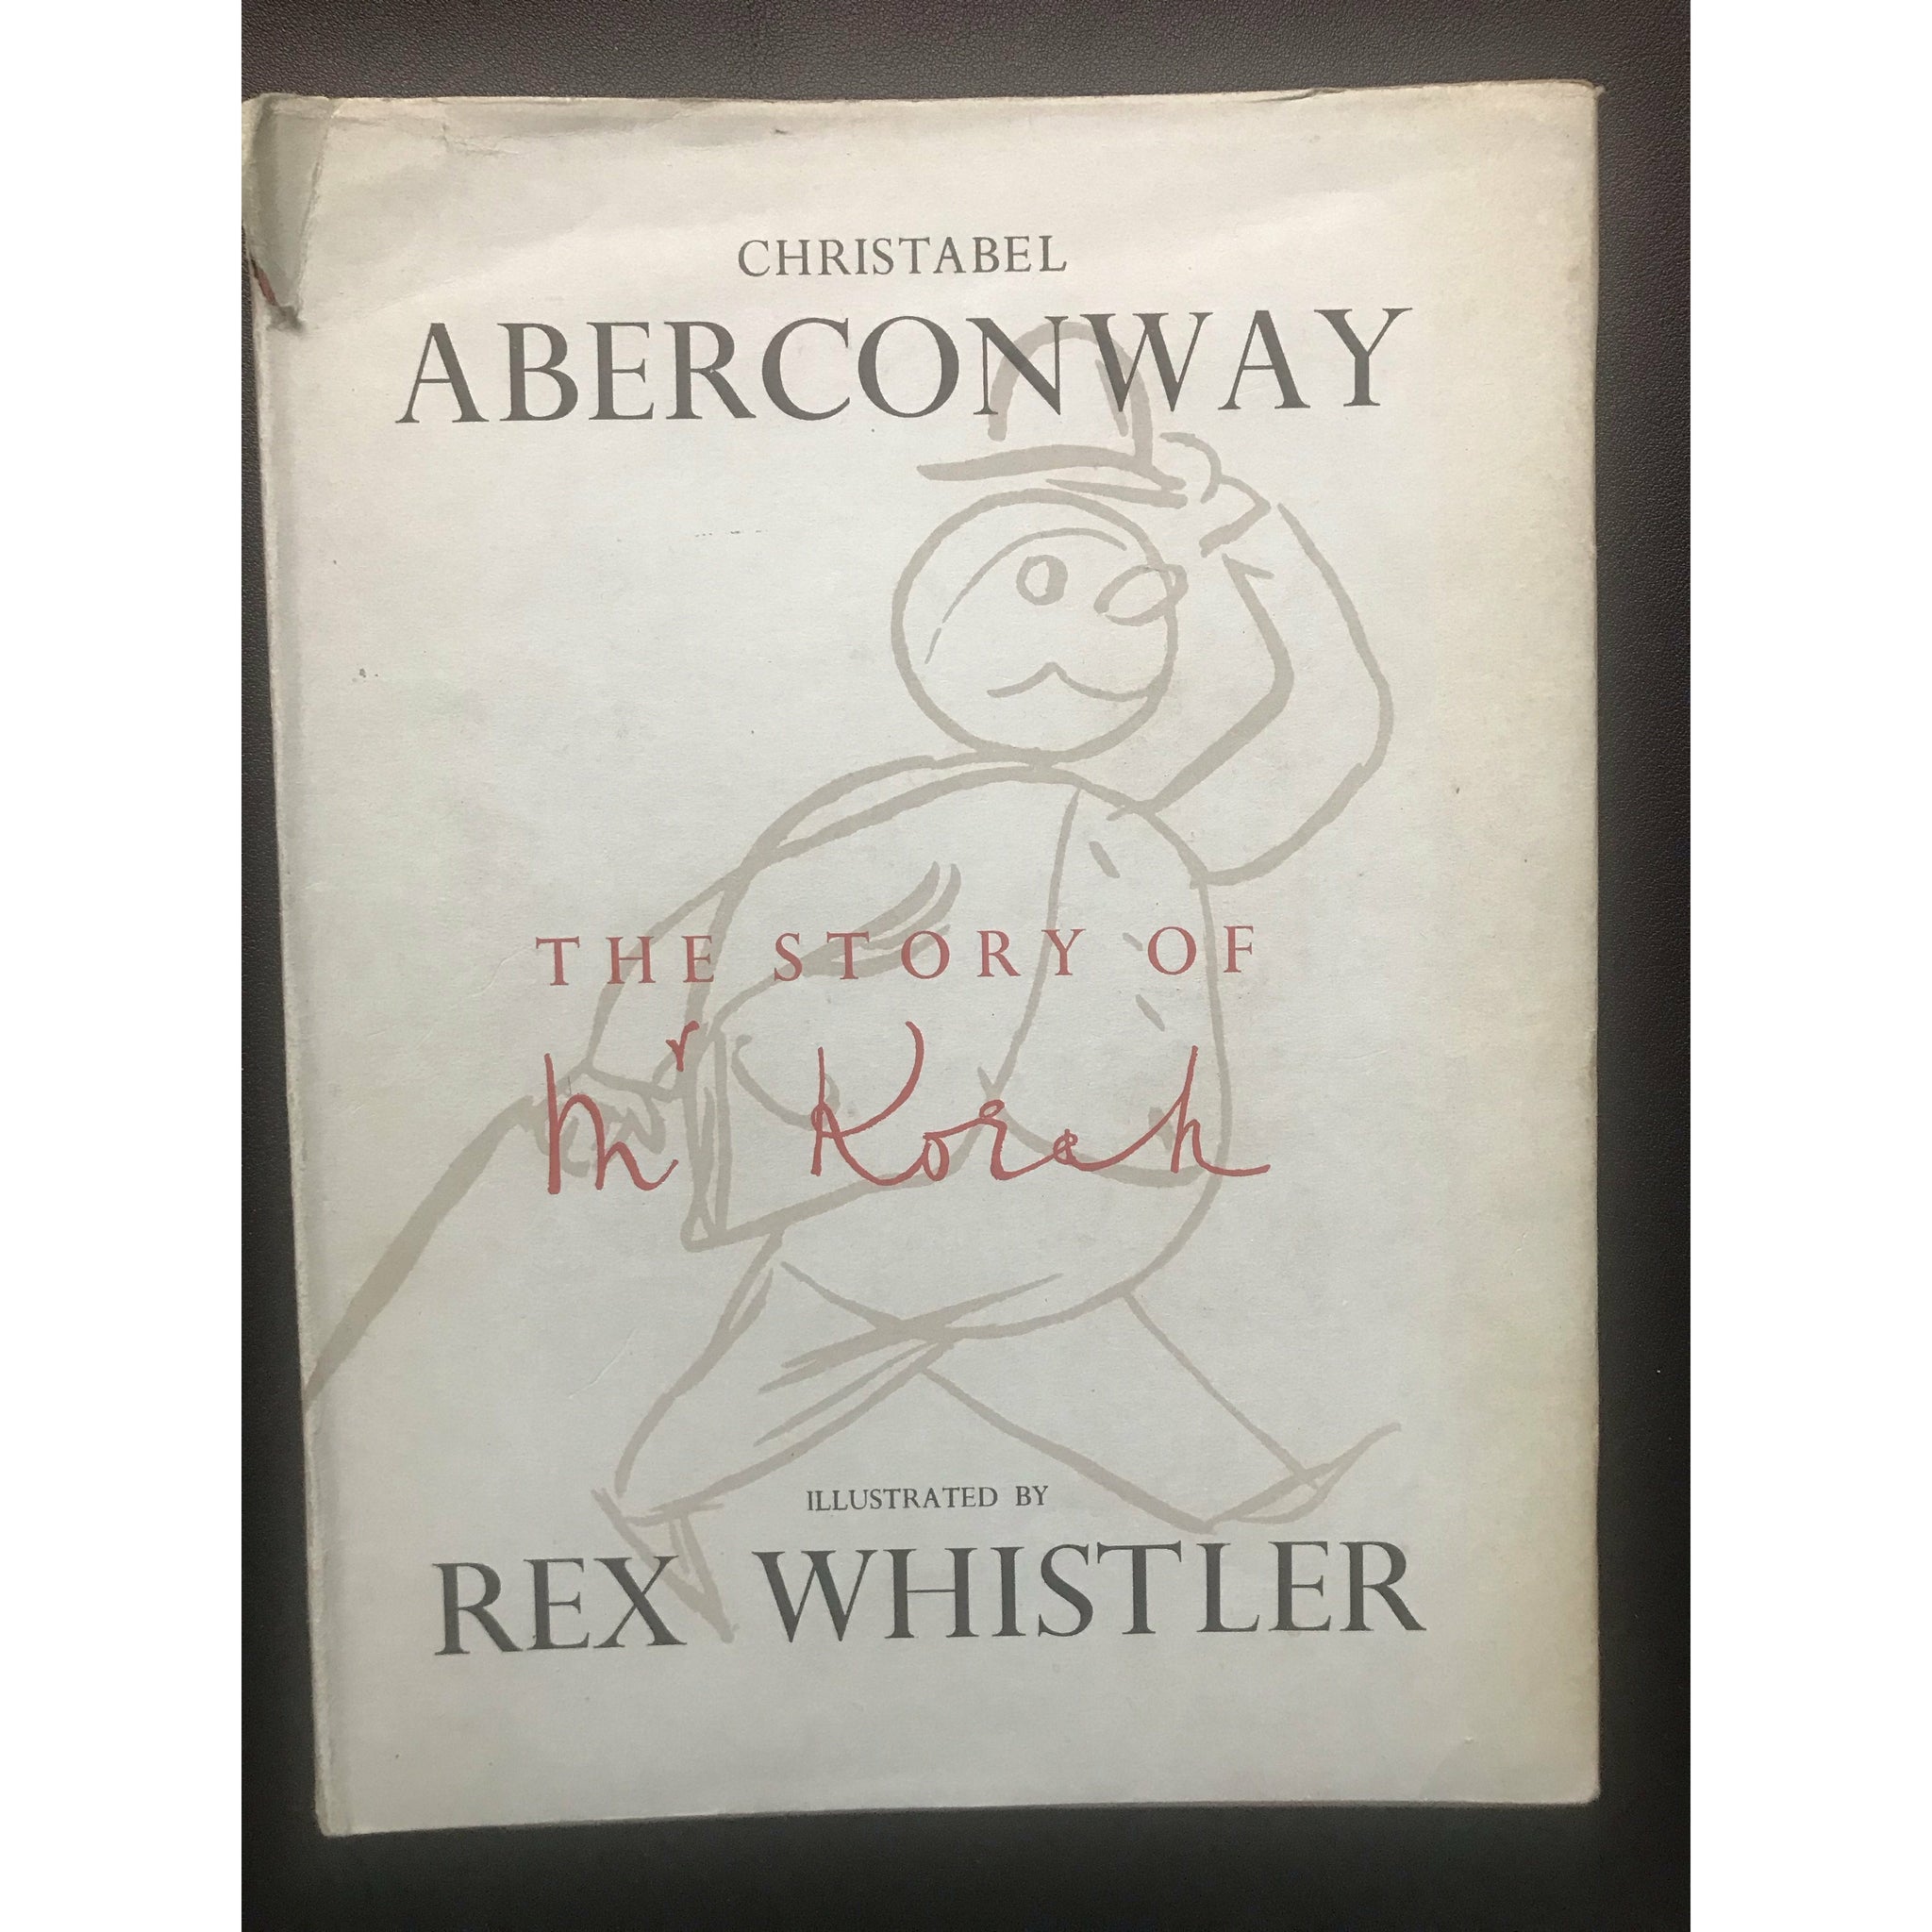 CHRISTABEL
ABERCONWAY
THE STORY OF
Mr Korah
ILLUSTRATED BY
REX WHISTLER